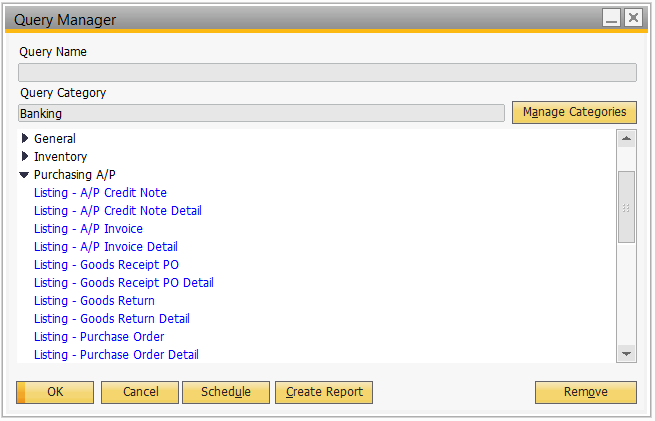 Query Manager
Query Name
Query Category
Banking
Manage Categories
General
Inventory
Purchasing A/P
Listing - A/P Credit Note
Listing - A/P Credit Note Detail
Listing - A/P Invoice
Listing - A/P Invoice Detail
Listing - Goods Receipt PO
Listing - Goods Receipt PO Detail
Listing - Goods Return
Listing - Goods Return Detail
Listing - Purchase Order
Listing - Purchase Order Detail
OK Cancel Schedule Create Report Remove